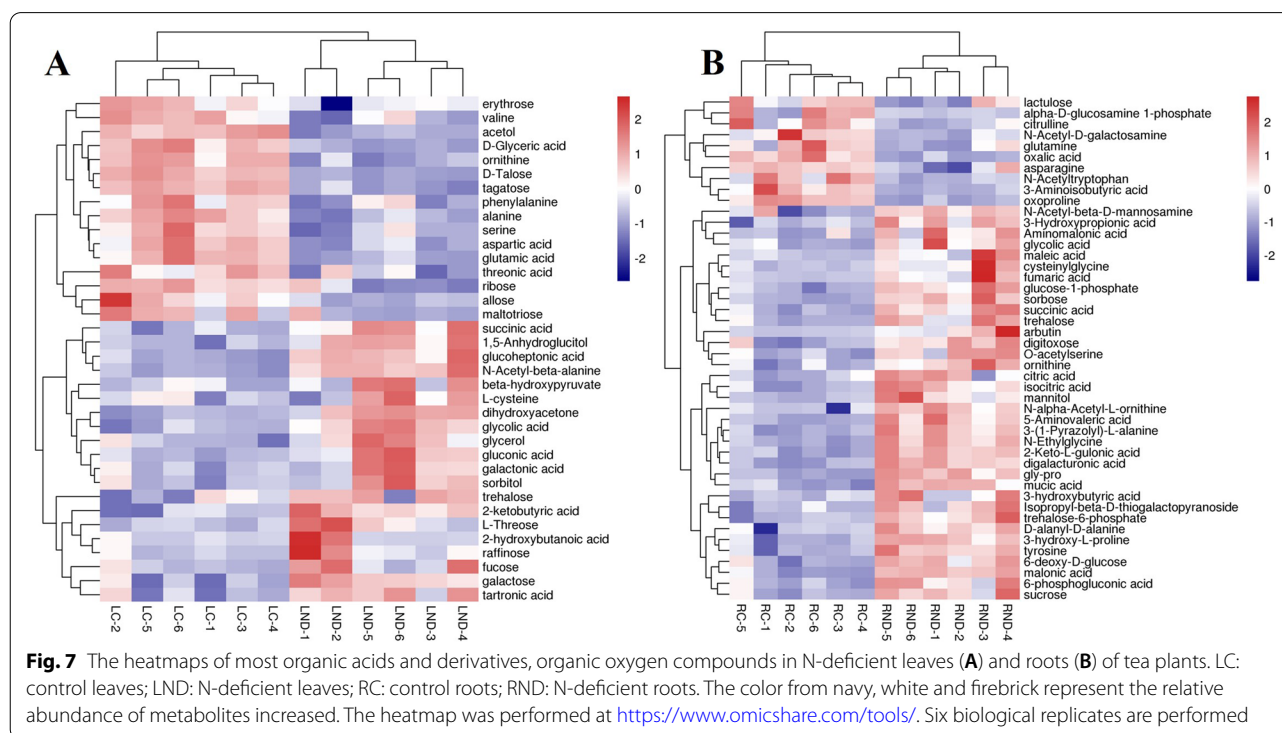 A
erythrose
valine
acetol
D-Glyceric acid
ornithine
D-Talose
tagatose
phenylalanine
alanine
serine
aspartic acid
glutamic acid
threonic acid
ribose
allose
maltotriose
succinic acid
1,5-Anhydroglucitol
glucoheptonic acid
N-Acetyl-beta-alanine
beta-hydroxypyruvate
L-cysteine
dihydroxyacetone
glycolic acid
glycerol
gluconic acid
galactonic acid
sorbitol
trehalose
2-ketobutyric acid
L-Threose
2-hydroxybutanoic acid
raffinose
fucose
galactose
tartronic acid
LC-2
LC-5
LC-6
LC-1
LC-3
LC-4
LND-1
LND-2
LND-5
LND-6
LND-3
LND-4
2
1
0
-1
-2
B
lactulose
alpha-D-glucosamine 1-phosphate
citrulline
N-Acetyl-D-galactosamine
glutamine
oxalic acid
asparagine
N-Acetyltryptophan
3-Aminoisobutyric acid
oxoproline
N-Acetyl-beta-D-mannosamine
3-Hydroxypropionic acid
Aminomalonic acid
glycolic acid
maleic acid
cysteinylglycine
fumaric acid
glucose-1-phosphate
sorbose
succinic acid
trehalose
arbutin
digitoxose
O-acetylserine
ornithine
citric acid
isocitric acid
mannitol
N-alpha-Acetyl-L-ornithine
5-Aminovaleric acid
3-(1-Pyrazolyl)-L-alanine
N-Ethylglycine
2-Keto-L-gulonic acid
digalacturonic acid
gly-pro
mucic acid
3-hydroxybutyric acid
Isopropyl-beta-D-thiogalactopyranoside
trehalose-6-phosphate
D-alanyl-D-alanine
3-hydroxy-L-proline
tyrosine
6-deoxy-D-glucose
malonic acid
6-phosphogluconic acid
sucrose
RC-5
RC-1
RC-2
RC-6
RC-3
RC-4
RND-5
RND-6
RND-1
RND-2
RND-3
RND-4
2
1
0
-1
-2
Fig. 7 The heatmaps of most organic acids and derivatives, organic oxygen compounds in N-deficient leaves (A) and roots (B) of tea plants. LC:
control leaves; LND: N-deficient leaves; RC: control roots; RND: N-deficient roots. The color from navy, white and firebrick represent the relative
abundance of metabolites increased. The heatmap was performed at https://www.omicshare.com/tools/. Six biological replicates are performed